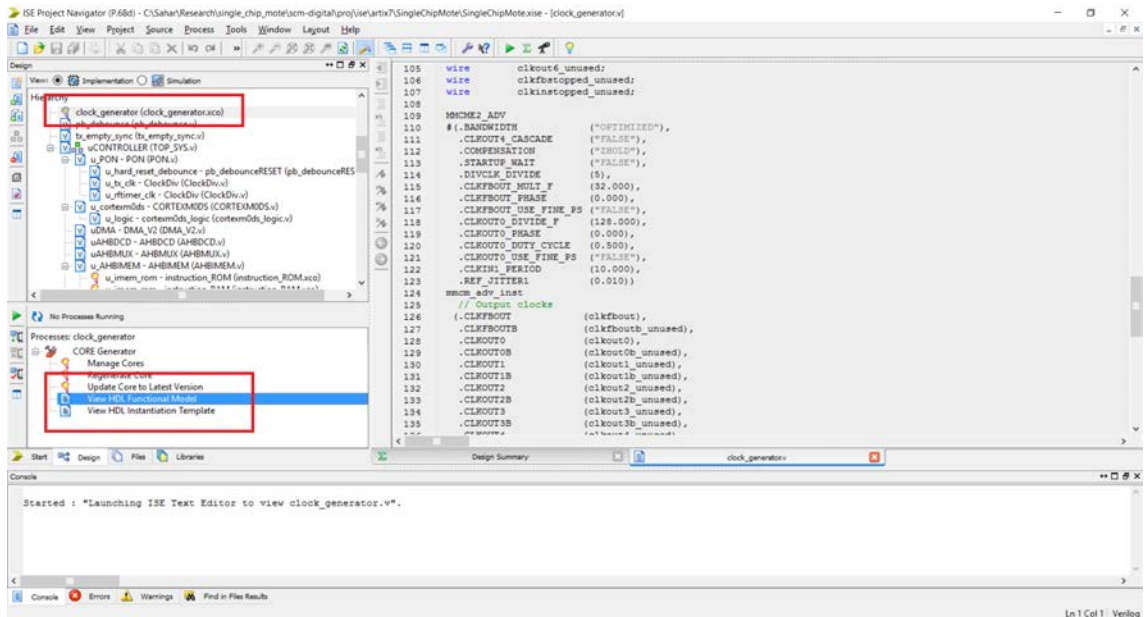 ISE Project Navigator (P.68d) - C:\Sahar\Research\single_chip_mote\scm-digital\proj\ise\artix7\SingleChipMote\SingleChipMote.xise - [clock_generator.v]
File Edit View Project Source Process Tools Window Layout Help
Design
View: Implementation Simulation
Hierarchy
clock_generator (clock_generator.xco)
pb_debounce (pb_debounce.v)
tx_empty_sync (tx_empty_sync.v)
uCONTROLLER (TOP_SYS.v)
u_PON - PON (PON.v)
u_hard_reset_debounce - pb_debounceRESET (pb_debounceRES
u_tx_clk - ClockDiv (ClockDiv.v)
u_rftimer_clk - ClockDiv (ClockDiv.v)
u_cortexm0ds - CORTEXM0DS (CORTEXM0DS.v)
u_logic - cortexm0ds_logic (cortexm0ds_logic.v)
uDMA - DMA_V2 (DMA_V2.v)
uAHBDCD - AHBDCD (AHBDCD.v)
uAHBMUX - AHBMUX (AHBMUX.v)
u_AHBIMEM - AHBIMEM (AHBIMEM.v)
u_imem_rom - instruction_ROM (instruction_ROM.xco)
No Processes Running
Processes: clock_generator
CORE Generator
Manage Cores
Regenerate Core
Update Core to Latest Version
View HDL Functional Model
View HDL Instantiation Template
Start Design Files Libraries
105 wire clkout6_unused;
106 wire clkfbstopped_unused;
107 wire clkinstopped_unused;
108
109 MMCME2_ADV
110 #(.BANDWIDTH ("OPTIMIZED"),
111 .CLKOUT4_CASCADE ("FALSE"),
112 .COMPENSATION ("ZHOLD"),
113 .STARTUP_WAIT ("FALSE"),
114 .DIVCLK_DIVIDE (5),
115 .CLKFBOUT_MULT_F (32.000),
116 .CLKFBOUT_PHASE (0.000),
117 .CLKFBOUT_USE_FINE_PS ("FALSE"),
118 .CLKOUT0_DIVIDE_F (128.000),
119 .CLKOUT0_PHASE (0.000),
120 .CLKOUT0_DUTY_CYCLE (0.500),
121 .CLKOUT0_USE_FINE_PS ("FALSE"),
122 .CLKIN1_PERIOD (10.000),
123 .REF_JITTER1 (0.010))
124 mmcm_adv_inst
125 // Output clocks
126 (.CLKFBOUT (clkfbout),
127 .CLKFBOUTB (clkfboutb_unused),
128 .CLKOUT0 (clkout0),
129 .CLKOUT0B (clkout0b_unused),
130 .CLKOUT1 (clkout1_unused),
131 .CLKOUT1B (clkout1b_unused),
132 .CLKOUT2 (clkout2_unused),
133 .CLKOUT2B (clkout2b_unused),
134 .CLKOUT3 (clkout3_unused),
135 .CLKOUT3B (clkout3b_unused),
Design Summary clock_generator.v
Console
Started : "Launching ISE Text Editor to view clock_generator.v".
Console Errors Warnings Find in Files Results
Ln 1 Col 1 Verilog